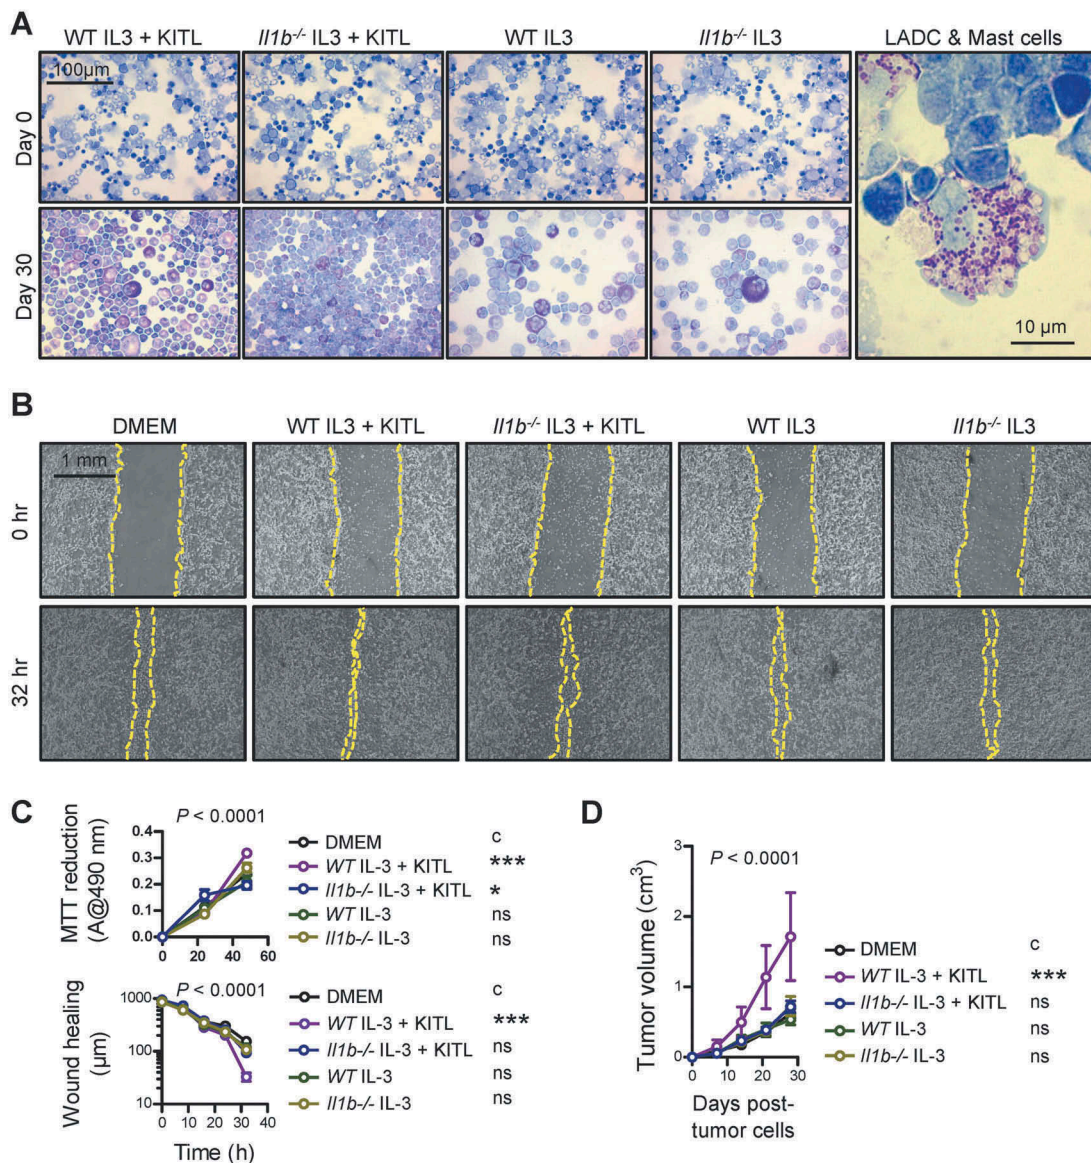 A
WT IL3 + KITL
Il1b-/- IL3 + KITL
WT IL3
Il1b-/- IL3
LADC & Mast cells
100µm
Day 0
Day 30
10 µm
B
DMEM
WT IL3 + KITL
Il1b-/- IL3 + KITL
WT IL3
Il1b-/- IL3
1 mm
0 hr
32 hr
C
MTT reduction
(A@490 nm)
P < 0.0001
0.4
0.3
0.2
0.1
0.0
0 20 40 60
DMEM c
WT IL-3 + KITL ***
Il1b-/- IL-3 + KITL *
WT IL-3 ns
Il1b-/- IL-3 ns
Wound healing
(µm)
P < 0.0001
1000
100
10
0 10 20 30 40
Time (h)
DMEM c
WT IL-3 + KITL ***
Il1b-/- IL-3 + KITL ns
WT IL-3 ns
Il1b-/- IL-3 ns
D
Tumor volume (cm3)
P < 0.0001
3
2
1
0
0 10 20 30
Days post-
tumor cells
DMEM c
WT IL-3 + KITL ***
Il1b-/- IL-3 + KITL ns
WT IL-3 ns
Il1b-/- IL-3 ns